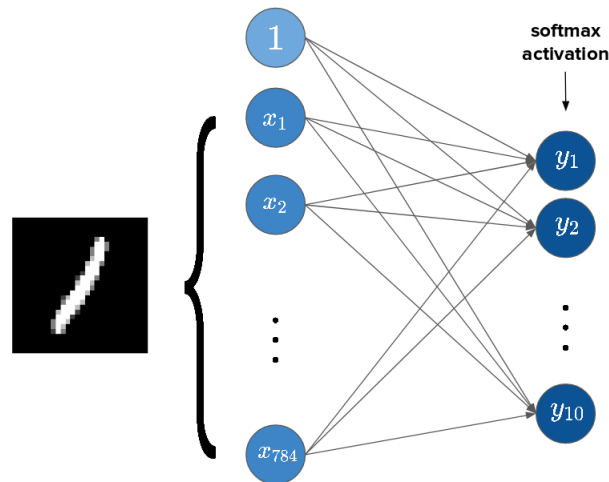 softmax
activation
1
x₁
x₂
x₇₈₄
y₁
y₂
y₁₀